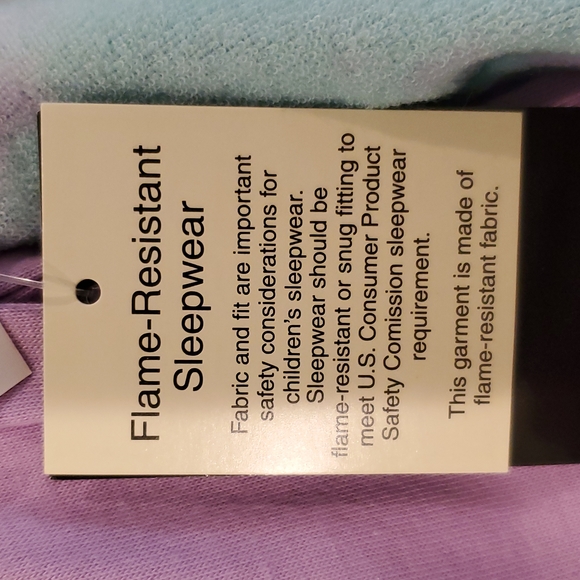 Flame-Resistant
Sleepwear
Fabric and fit are important
safety considerations for
children's sleepwear.
Sleepwear should be
flame-resistant or snug fitting to
meet U.S. Consumer Product
Safety Comission sleepwear
requirement.
This garment is made of
flame-resistant fabric.